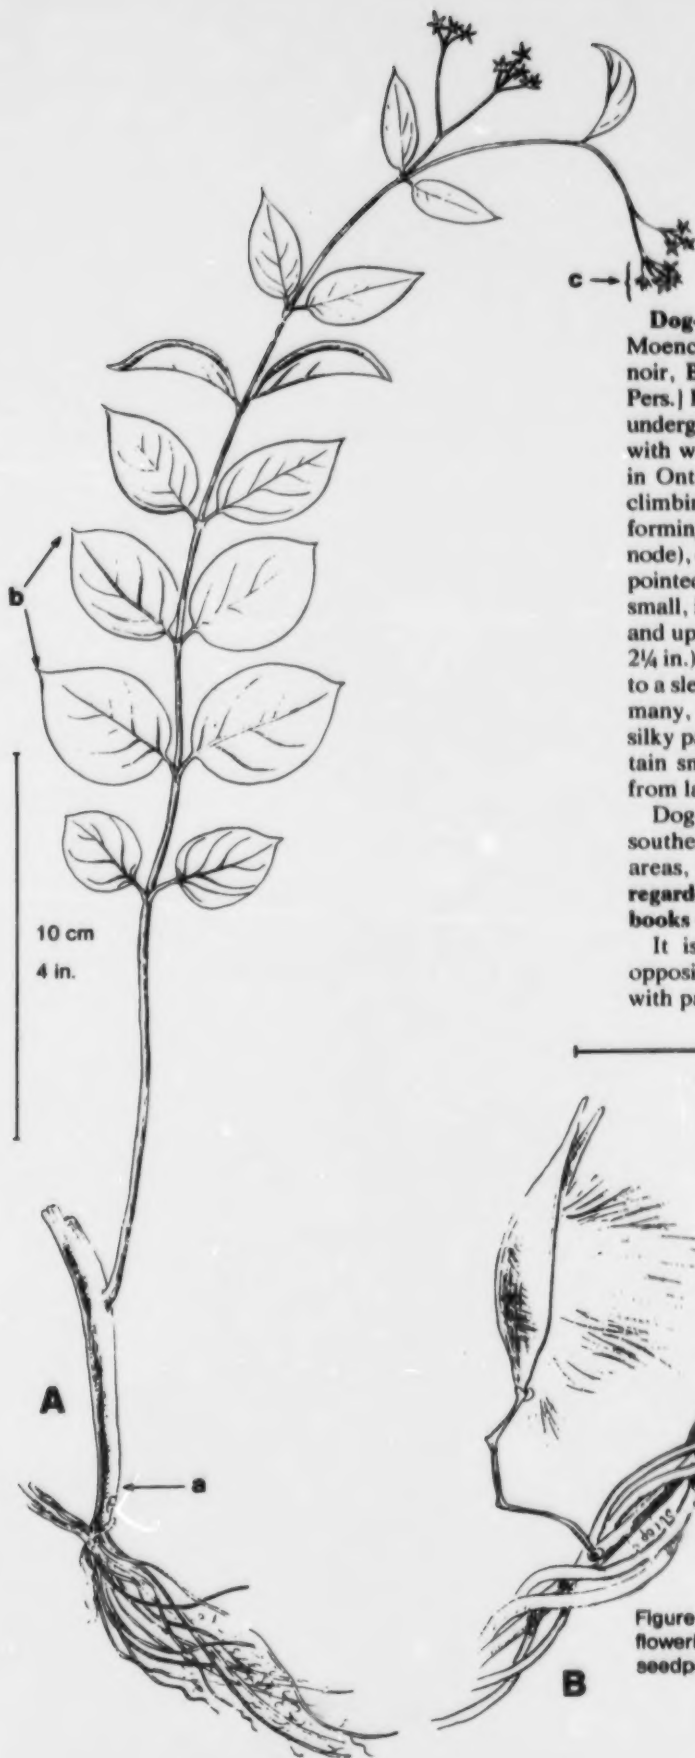 c
Dog-
Moenc
noir, B
Pers.] P
underg
with w
in Ont
climbin
formin
node),
pointed
small, i
and up
2¼ in.)
to a sle
many,
silky pa
tain sm
from la
Dog
southe
areas,
regard
books
It is
opposi
with pa
b
10 cm
4 in.
A
a
B
Figure
floweri
seedp